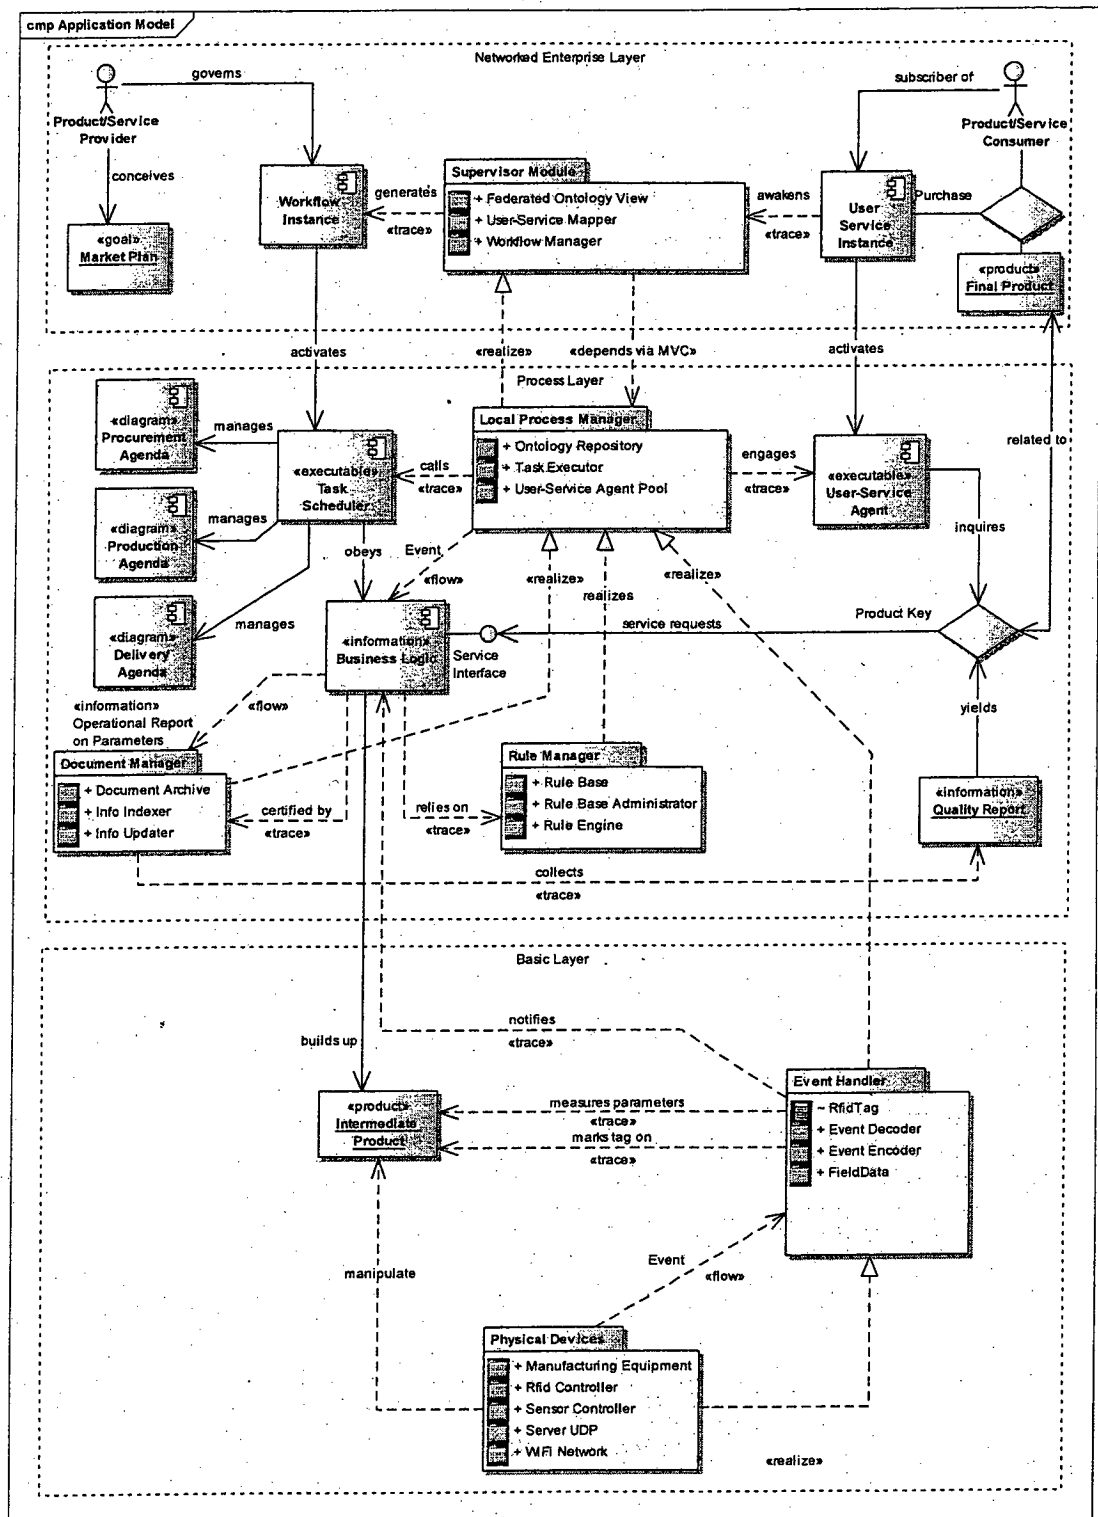 cmp Application Model
Networked Enterprise Layer
governs
subscriber of
Product/Service
Provider
Product/Service
Consumer
conceives
Workflow
Instance
generates
«trace»
Supervisor Module
+ Federated Ontology View
+ User-Service Mapper
+ Workflow Manager
awakens
«trace»
User
Service
Instance
Purchase
«goal»
Market Plan
«product»
Final Product
activates
«realize»
«depends via MVC»
activates
Process Layer
«diagram»
Procurement
Agenda
manages
«executable»
Task
Scheduler
calls
«trace»
Local Process Manager
+ Ontology Repository
+ Task Executor
+ User-Service Agent Pool
engages
«trace»
«executable»
User-Service
Agent
related to
«diagram»
Production
Agenda
manages
obeys
Event
«flow»
«realize»
realizes
«realize»
inquires
«diagram»
Delivery
Agenda
manages
«information»
Business Logic
Service
Interface
service requests
Product Key
«information»
Operational Report
on Parameters
«flow»
yields
Document Manager
+ Document Archive
+ Info Indexer
+ Info Updater
certified by
«trace»
relies on
«trace»
Rule Manager
+ Rule Base
+ Rule Base Administrator
+ Rule Engine
«information»
Quality Report
collects
«trace»
Basic Layer
notifies
«trace»
builds up
«product»
Intermediate
Product
measures parameters
«trace»
marks tag on
«trace»
Event Handler
~ RfidTag
+ Event Decoder
+ Event Encoder
+ FieldData
manipulate
Event
«flow»
Physical Devices
+ Manufacturing Equipment
+ Rfid Controller
+ Sensor Controller
+ Server UDP
+ WiFi Network
«realize»